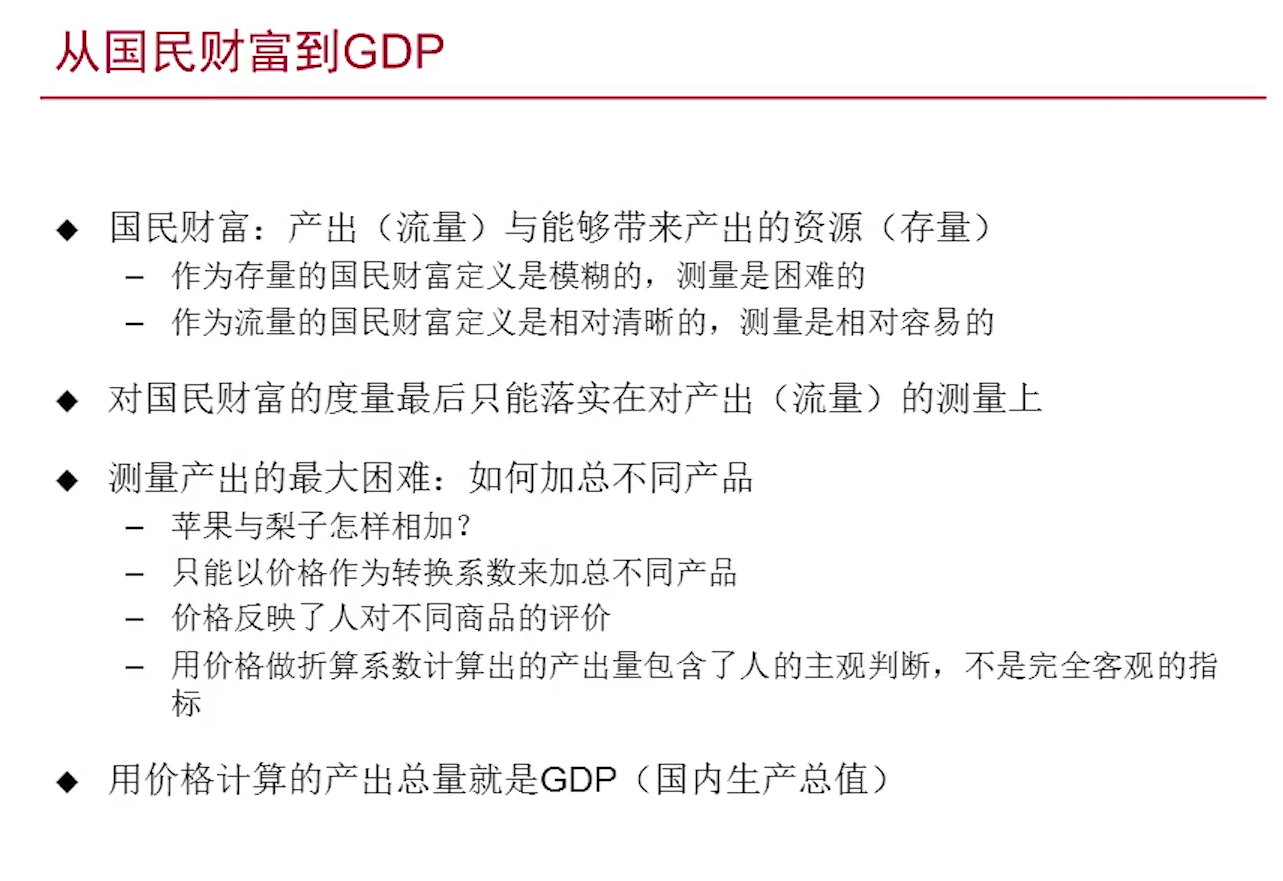 从国民财富到GDP
◆ 国民财富：产出（流量）与能够带来产出的资源（存量）
– 作为存量的国民财富定义是模糊的，测量是困难的
– 作为流量的国民财富定义是相对清晰的，测量是相对容易的
◆ 对国民财富的度量最后只能落实在对产出（流量）的测量上
◆ 测量产出的最大困难：如何加总不同产品
– 苹果与梨子怎样相加？
– 只能以价格作为转换系数来加总不同产品
– 价格反映了人对不同商品的评价
– 用价格做折算系数计算出的产出量包含了人的主观判断，不是完全客观的指
标
◆ 用价格计算的产出总量就是GDP（国内生产总值）